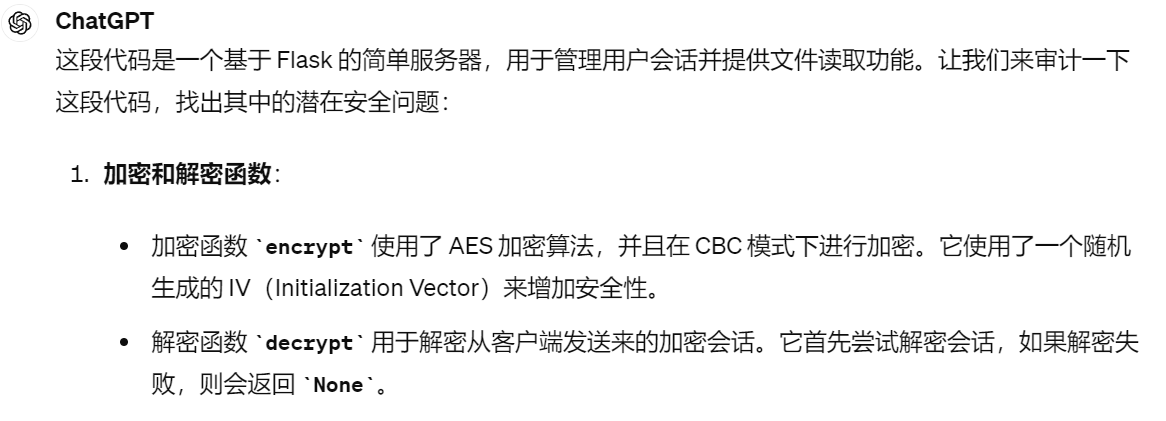 ChatGPT
这段代码是一个基于 Flask 的简单服务器，用于管理用户会话并提供文件读取功能。让我们来审计一下
这段代码，找出其中的潜在安全问题：
1. 加密和解密函数：
• 加密函数 `encrypt` 使用了 AES 加密算法，并且在 CBC 模式下进行加密。它使用了一个随机
生成的 IV（Initialization Vector）来增加安全性。
• 解密函数 `decrypt` 用于解密从客户端发送来的加密会话。它首先尝试解密会话，如果解密失
败，则会返回 `None`。